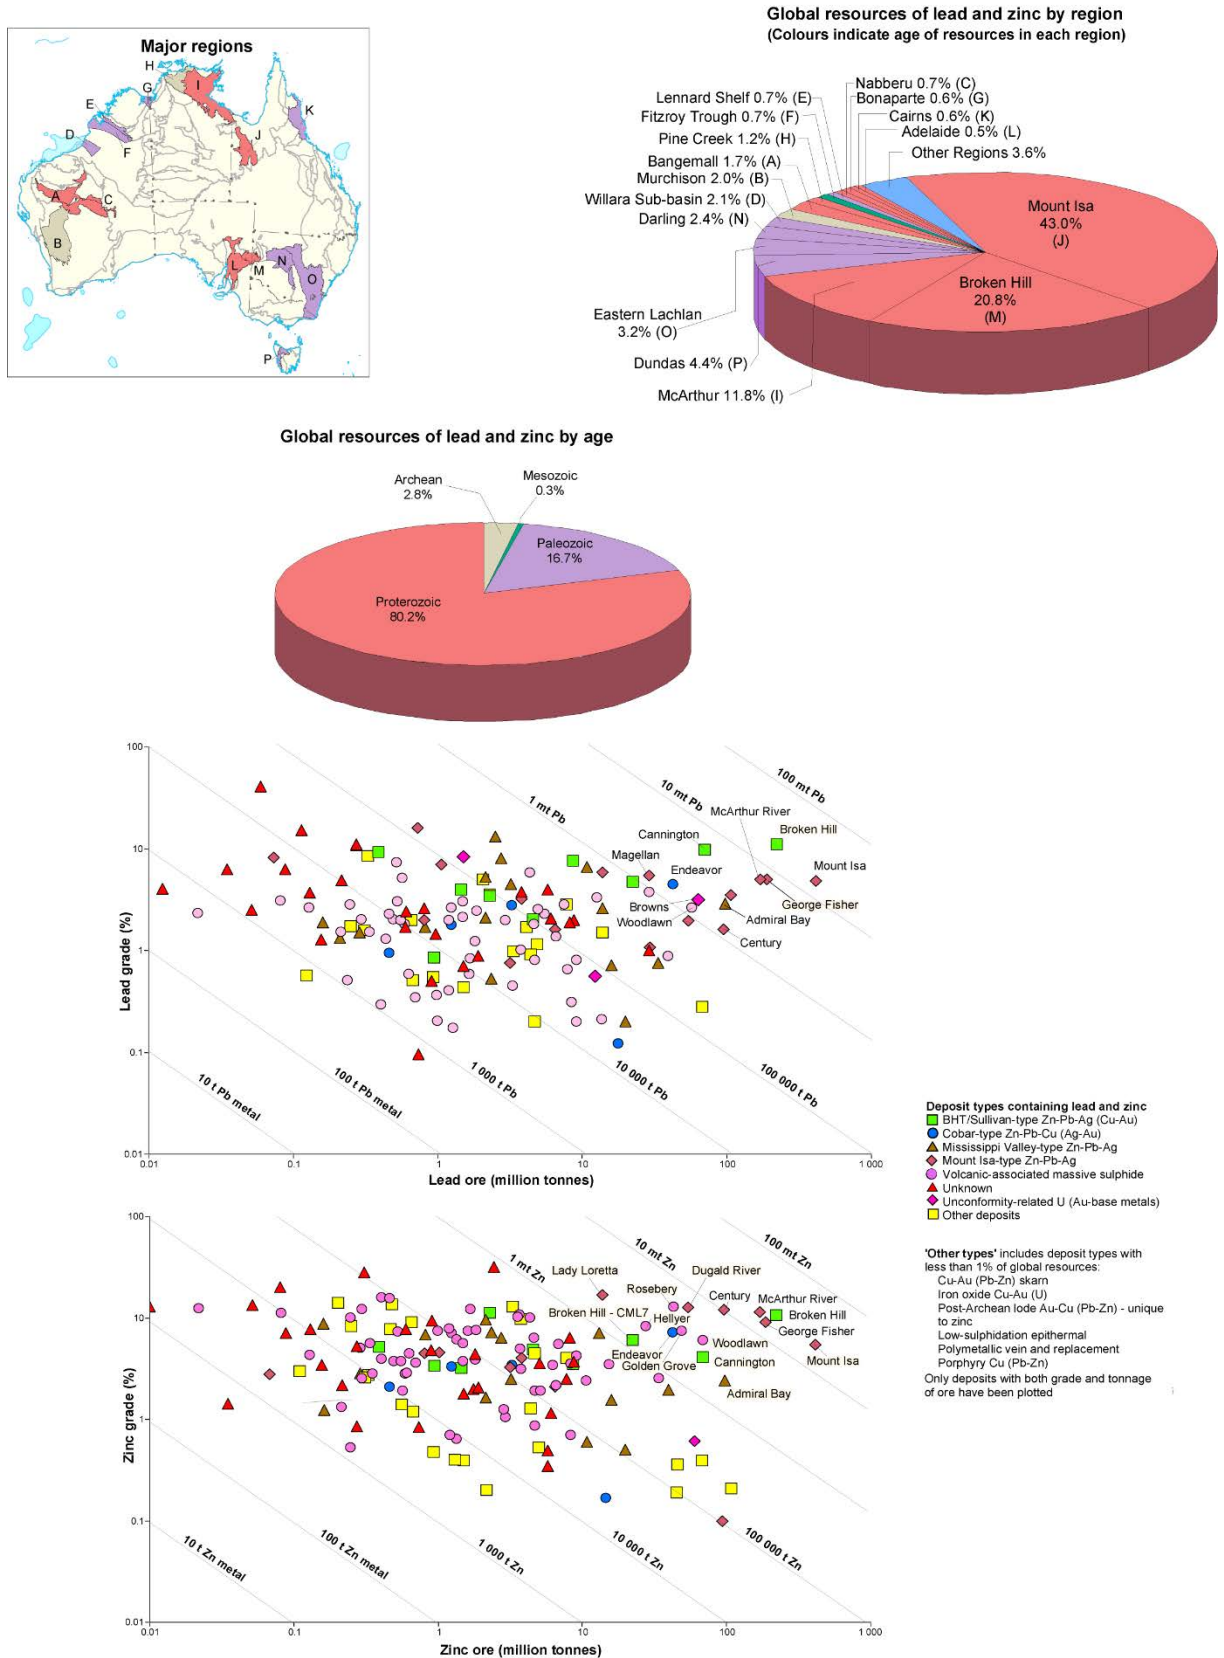 Global resources of lead and zinc by region
(Colours indicate age of resources in each region)
Major regions
H
I
G
E
K
D
F
J
A
C
B
L
M
N
O
P
Nabberu 0.7% (C)
Lennard Shelf 0.7% (E)
Bonaparte 0.6% (G)
Fitzroy Trough 0.7% (F)
Cairns 0.6% (K)
Pine Creek 1.2% (H)
Adelaide 0.5% (L)
Other Regions 3.6%
Bangemall 1.7% (A)
Murchison 2.0% (B)
Willara Sub-basin 2.1% (D)
Darling 2.4% (N)
Mount Isa
43.0%
(J)
Broken Hill
20.8%
(M)
Eastern Lachlan
3.2% (O)
Dundas 4.4% (P)
McArthur 11.8% (I)
Global resources of lead and zinc by age
Archean
2.8%
Mesozoic
0.3%
Paleozoic
16.7%
Proterozoic
80.2%
100
10
1
0.1
0.01
Lead grade (%)
100 mt Pb
10 mt Pb
1 mt Pb
McArthur River
Broken Hill
Cannington
Magellan
Endeavor
Mount Isa
Browns
George Fisher
Woodlawn
Admiral Bay
Century
10 t Pb metal
100 t Pb metal
1 000 t Pb
10 000 t Pb
100 000 t Pb
0.01
0.1
1
10
100
1 000
Lead ore (million tonnes)
Deposit types containing lead and zinc
BHT/Sullivan-type Zn-Pb-Ag (Cu-Au)
Cobar-type Zn-Pb-Cu (Ag-Au)
Mississippi Valley-type Zn-Pb-Ag
Mount Isa-type Zn-Pb-Ag
Volcanic-associated massive sulphide
Unknown
Unconformity-related U (Au-base metals)
Other deposits
'Other types' includes deposit types with
less than 1% of global resources:
Cu-Au (Pb-Zn) skarn
Iron oxide Cu-Au (U)
Post-Archean lode Au-Cu (Pb-Zn) - unique
to zinc
Low-sulphidation epithermal
Polymetallic vein and replacement
Porphyry Cu (Pb-Zn)
Only deposits with both grade and tonnage
of ore have been plotted
100
10
1
0.1
0.01
Zinc grade (%)
100 mt Zn
10 mt Zn
1 mt Zn
Lady Loretta
Dugald River
Rosebery
Century
McArthur River
Broken Hill - CML7
Hellyer
Broken Hill
George Fisher
Endeavor
Woodlawn
Golden Grove
Cannington
Mount Isa
Admiral Bay
10 t Zn metal
100 t Zn metal
1 000 t Zn
10 000 t Zn
100 000 t Zn
0.01
0.1
1
10
100
1 000
Zinc ore (million tonnes)